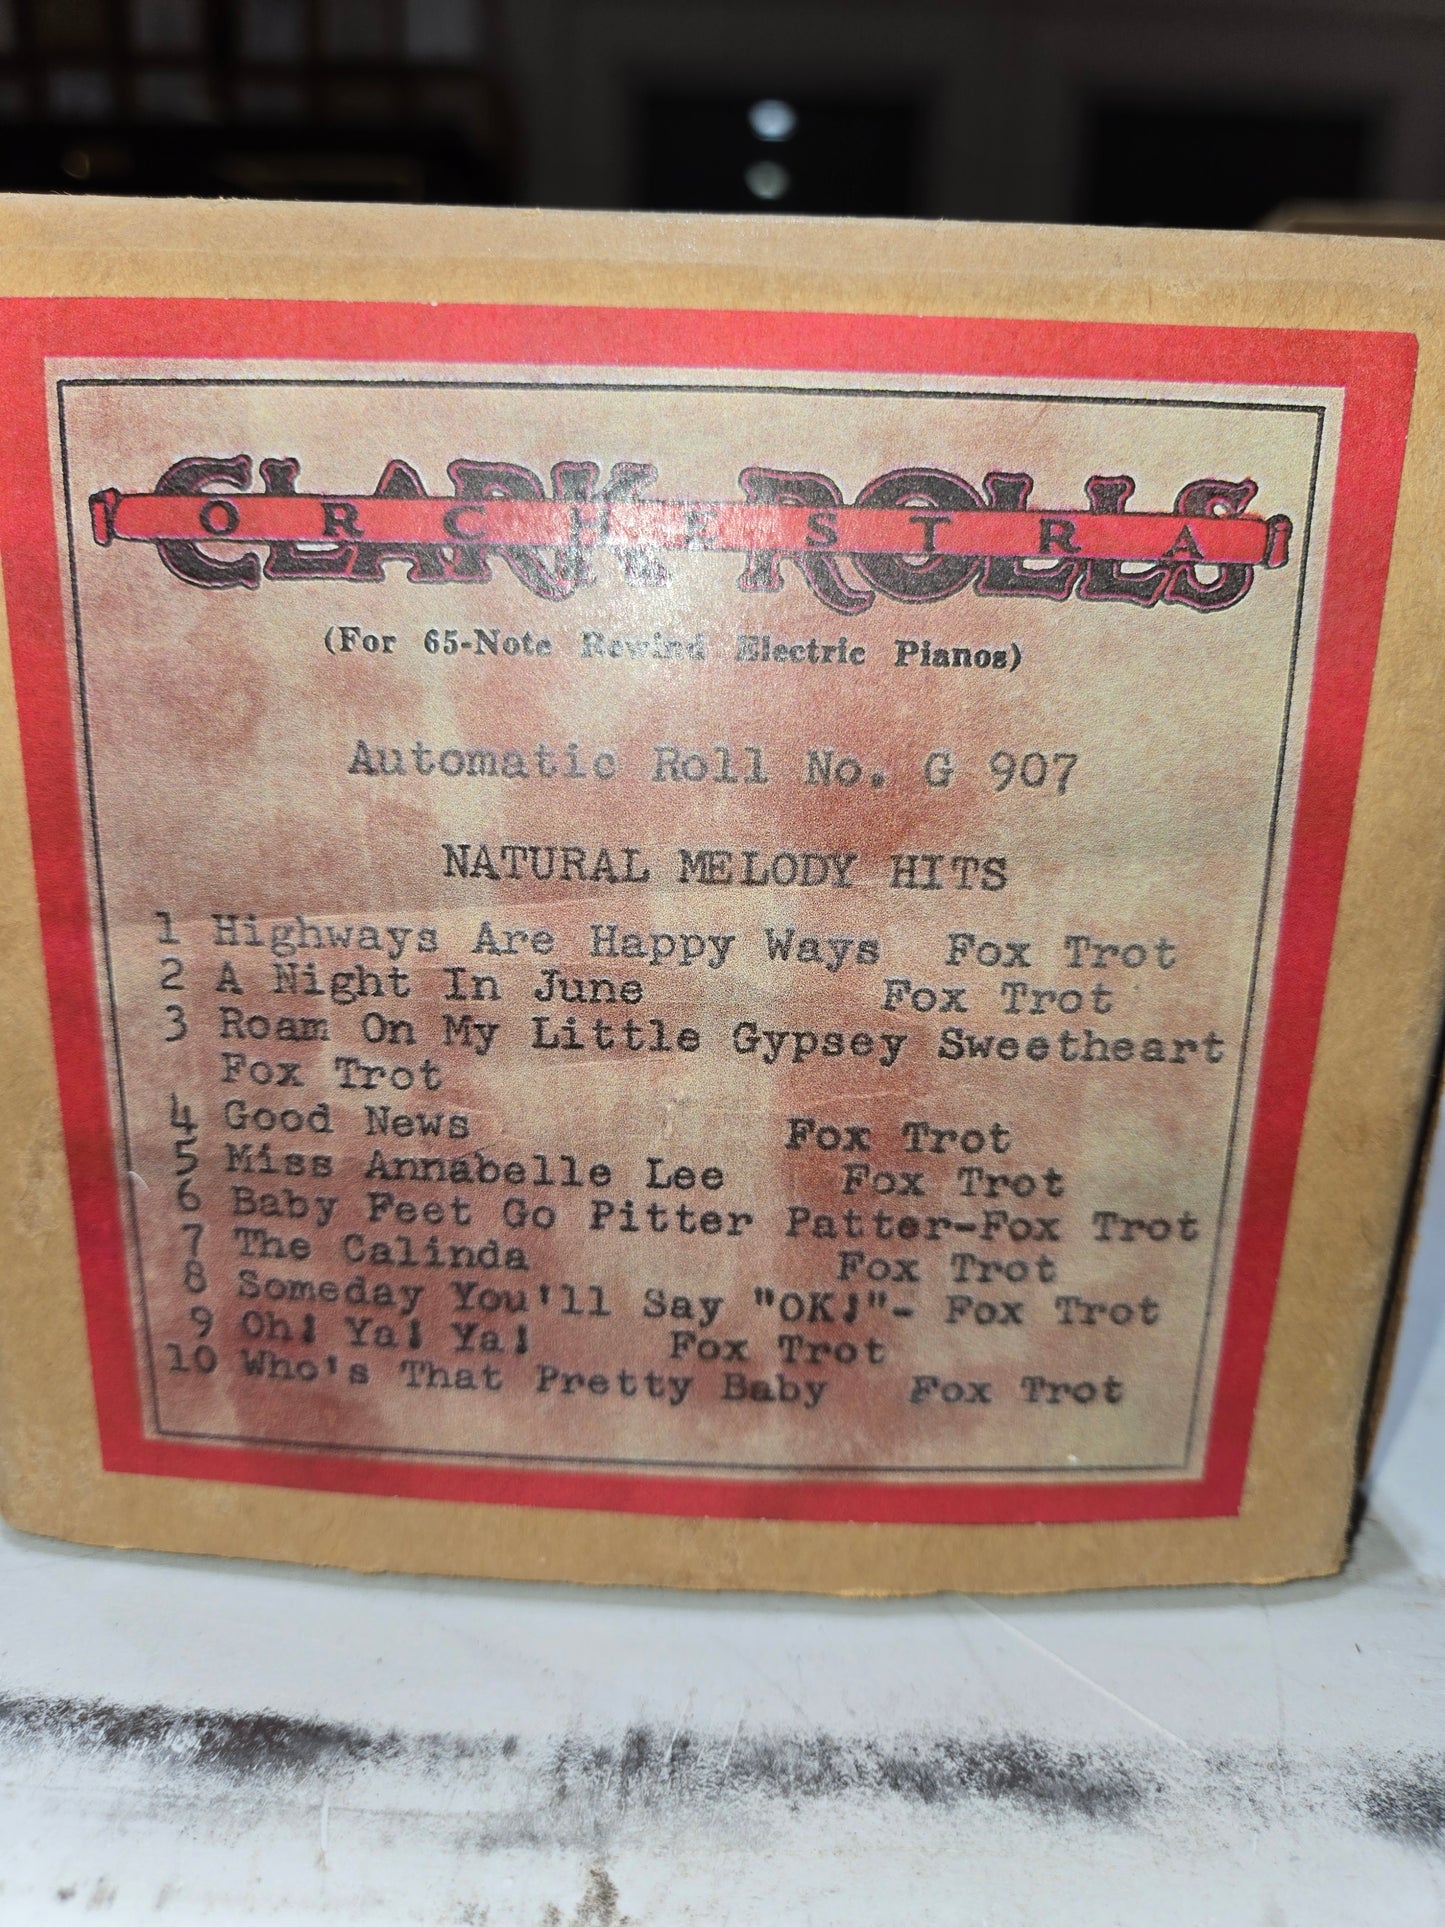 CLARK ROLLS
ORCHESTRA
(For 65-Note Rewind Electric Pianos)
Automatic Roll No. G 907
NATURAL MELODY HITS
1 Highways Are Happy Ways Fox Trot
2 A Night In June Fox Trot
3 Roam On My Little Gypsey Sweetheart
Fox Trot
4 Good News Fox Trot
5 Miss Annabelle Lee Fox Trot
6 Baby Feet Go Pitter Patter-Fox Trot
7 The Calinda Fox Trot
8 Someday You'll Say "OK!"- Fox Trot
9 Oh! Ya! Ya! Fox Trot
10 Who's That Pretty Baby Fox Trot